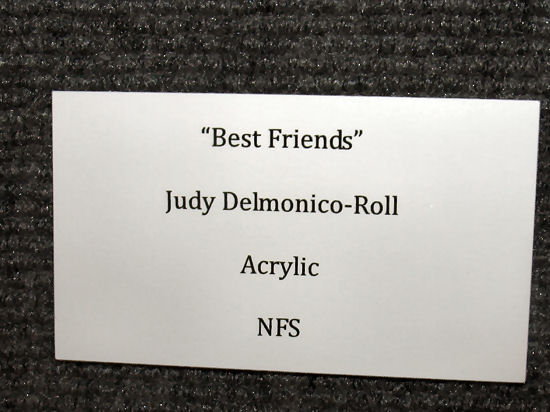 “Best Friends”
Judy Delmonico-Roll
Acrylic
NFS